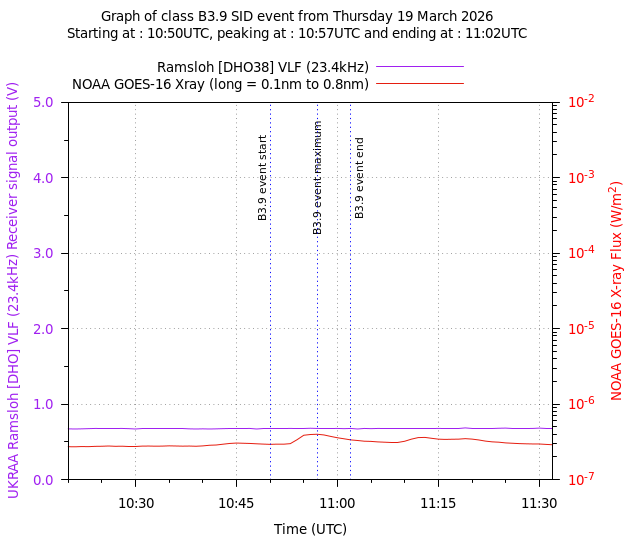 Graph of class B3.9 SID event from Thursday 19 March 2026
Starting at : 10:50UTC, peaking at : 10:57UTC and ending at : 11:02UTC
Ramsloh [DHO38] VLF (23.4kHz)
NOAA GOES-16 Xray (long = 0.1nm to 0.8nm)
UKRAA Ramsloh [DHO] VLF (23.4kHz) Receiver signal output (V)
5.0
4.0
3.0
2.0
1.0
0.0
B3.9 event start
B3.9 event maximum
B3.9 event end
10^-2
10^-3
10^-4
10^-5
10^-6
10^-7
NOAA GOES-16 X-ray Flux (W/m²)
10:30 10:45 11:00 11:15 11:30
Time (UTC)